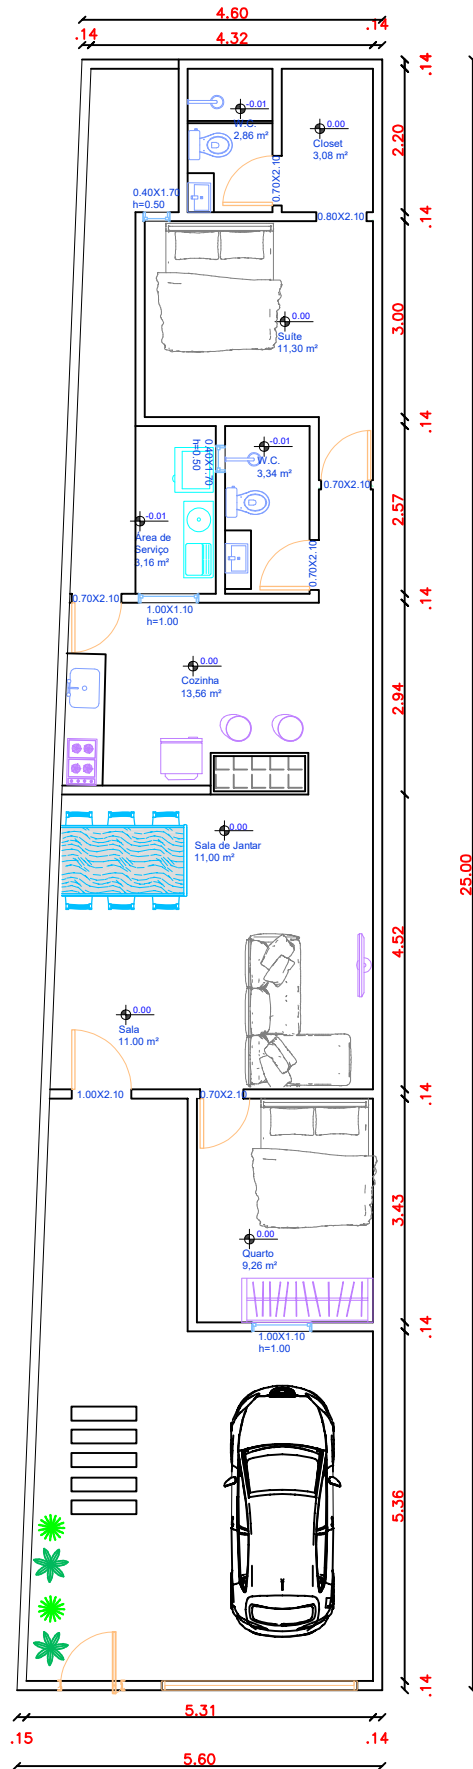 4.60
.14
4.32
.14
.14
-0.01
W.C.
2,86 m²
0.00
Closet
3,08 m²
2.20
0.70X2.10
0.40X1.70
h=0.50
0.80X2.10
.14
0.00
Suíte
11,30 m²
3.00
.14
-0.01
W.C.
3,34 m²
0.40X1.70
h=0.50
0.70X2.10
-0.01
Área de
Serviço
3,16 m²
2.57
0.70X2.10
0.70X2.10
1.00X1.10
h=1.00
.14
0.00
Cozinha
13,56 m²
2.94
0.00
Sala de Jantar
11,00 m²
25.00
4.52
0.00
Sala
11.00 m²
1.00X2.10
0.70X2.10
.14
3.43
0.00
Quarto
9,26 m²
1.00X1.10
h=1.00
.14
5.36
.14
5.31
.15
.14
5.60